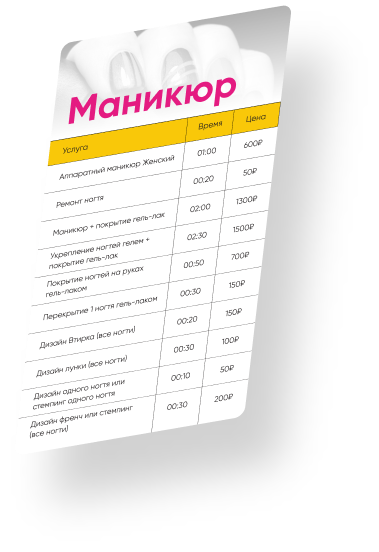 Маникюр
Услуга Время Цена
Аппаратный маникюр Женский 01:00 600₽
Ремонт ногтя 00:20 50₽
Маникюр + покрытие гель-лак 02:00 1300₽
Укрепление ногтей гелем +
покрытие гель-лак 02:30 1500₽
Покрытие ногтей на руках
гель-лаком 00:50 700₽
Перекрытие 1 ногтя гель-лаком 00:30 150₽
Дизайн Втирка (все ногти) 00:20 150₽
Дизайн лунки (все ногти) 00:30 100₽
Дизайн одного ногтя или
стемпинг одного ногтя 00:10 50₽
Дизайн френч или стемпинг
(все ногти) 00:30 200₽